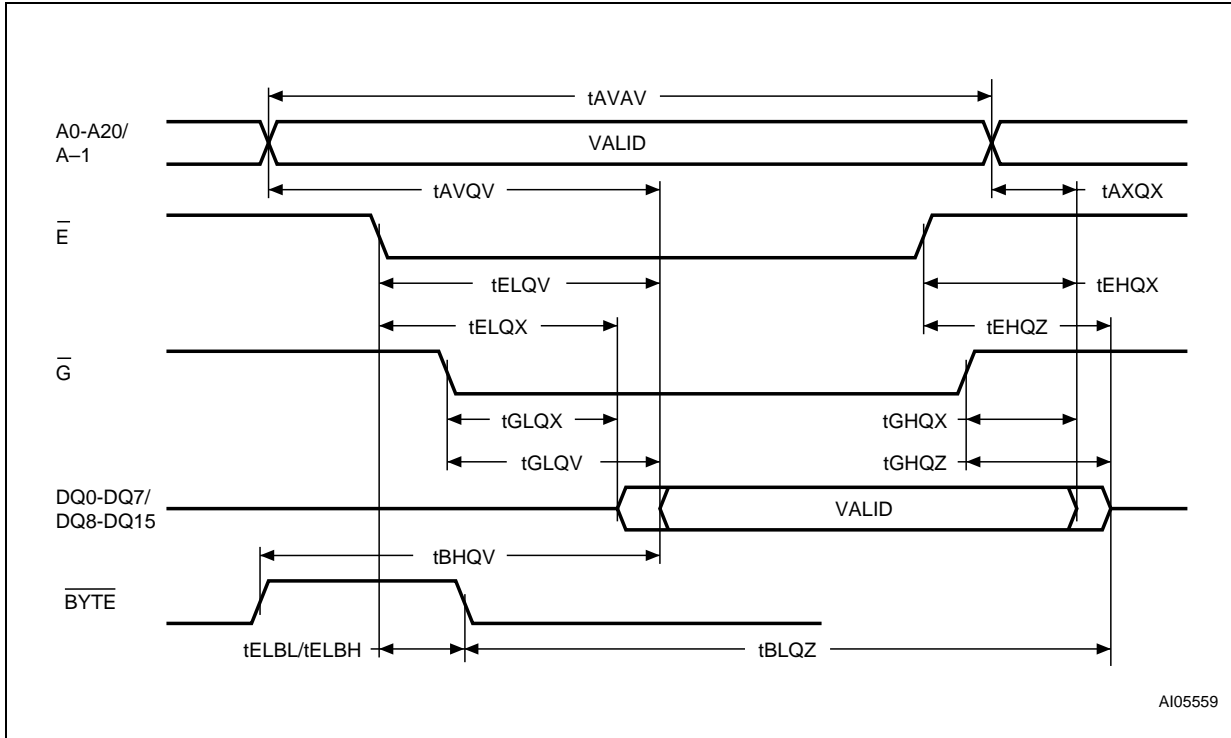 tAVAV
A0-A20/
A–1
VALID
tAVQV
tAXQX
E
tELQV
tEHQX
tELQX
tEHQZ
G
tGLQX
tGHQX
tGLQV
tGHQZ
DQ0-DQ7/
DQ8-DQ15
VALID
tBHQV
BYTE
tELBL/tELBH
tBLQZ
AI05559